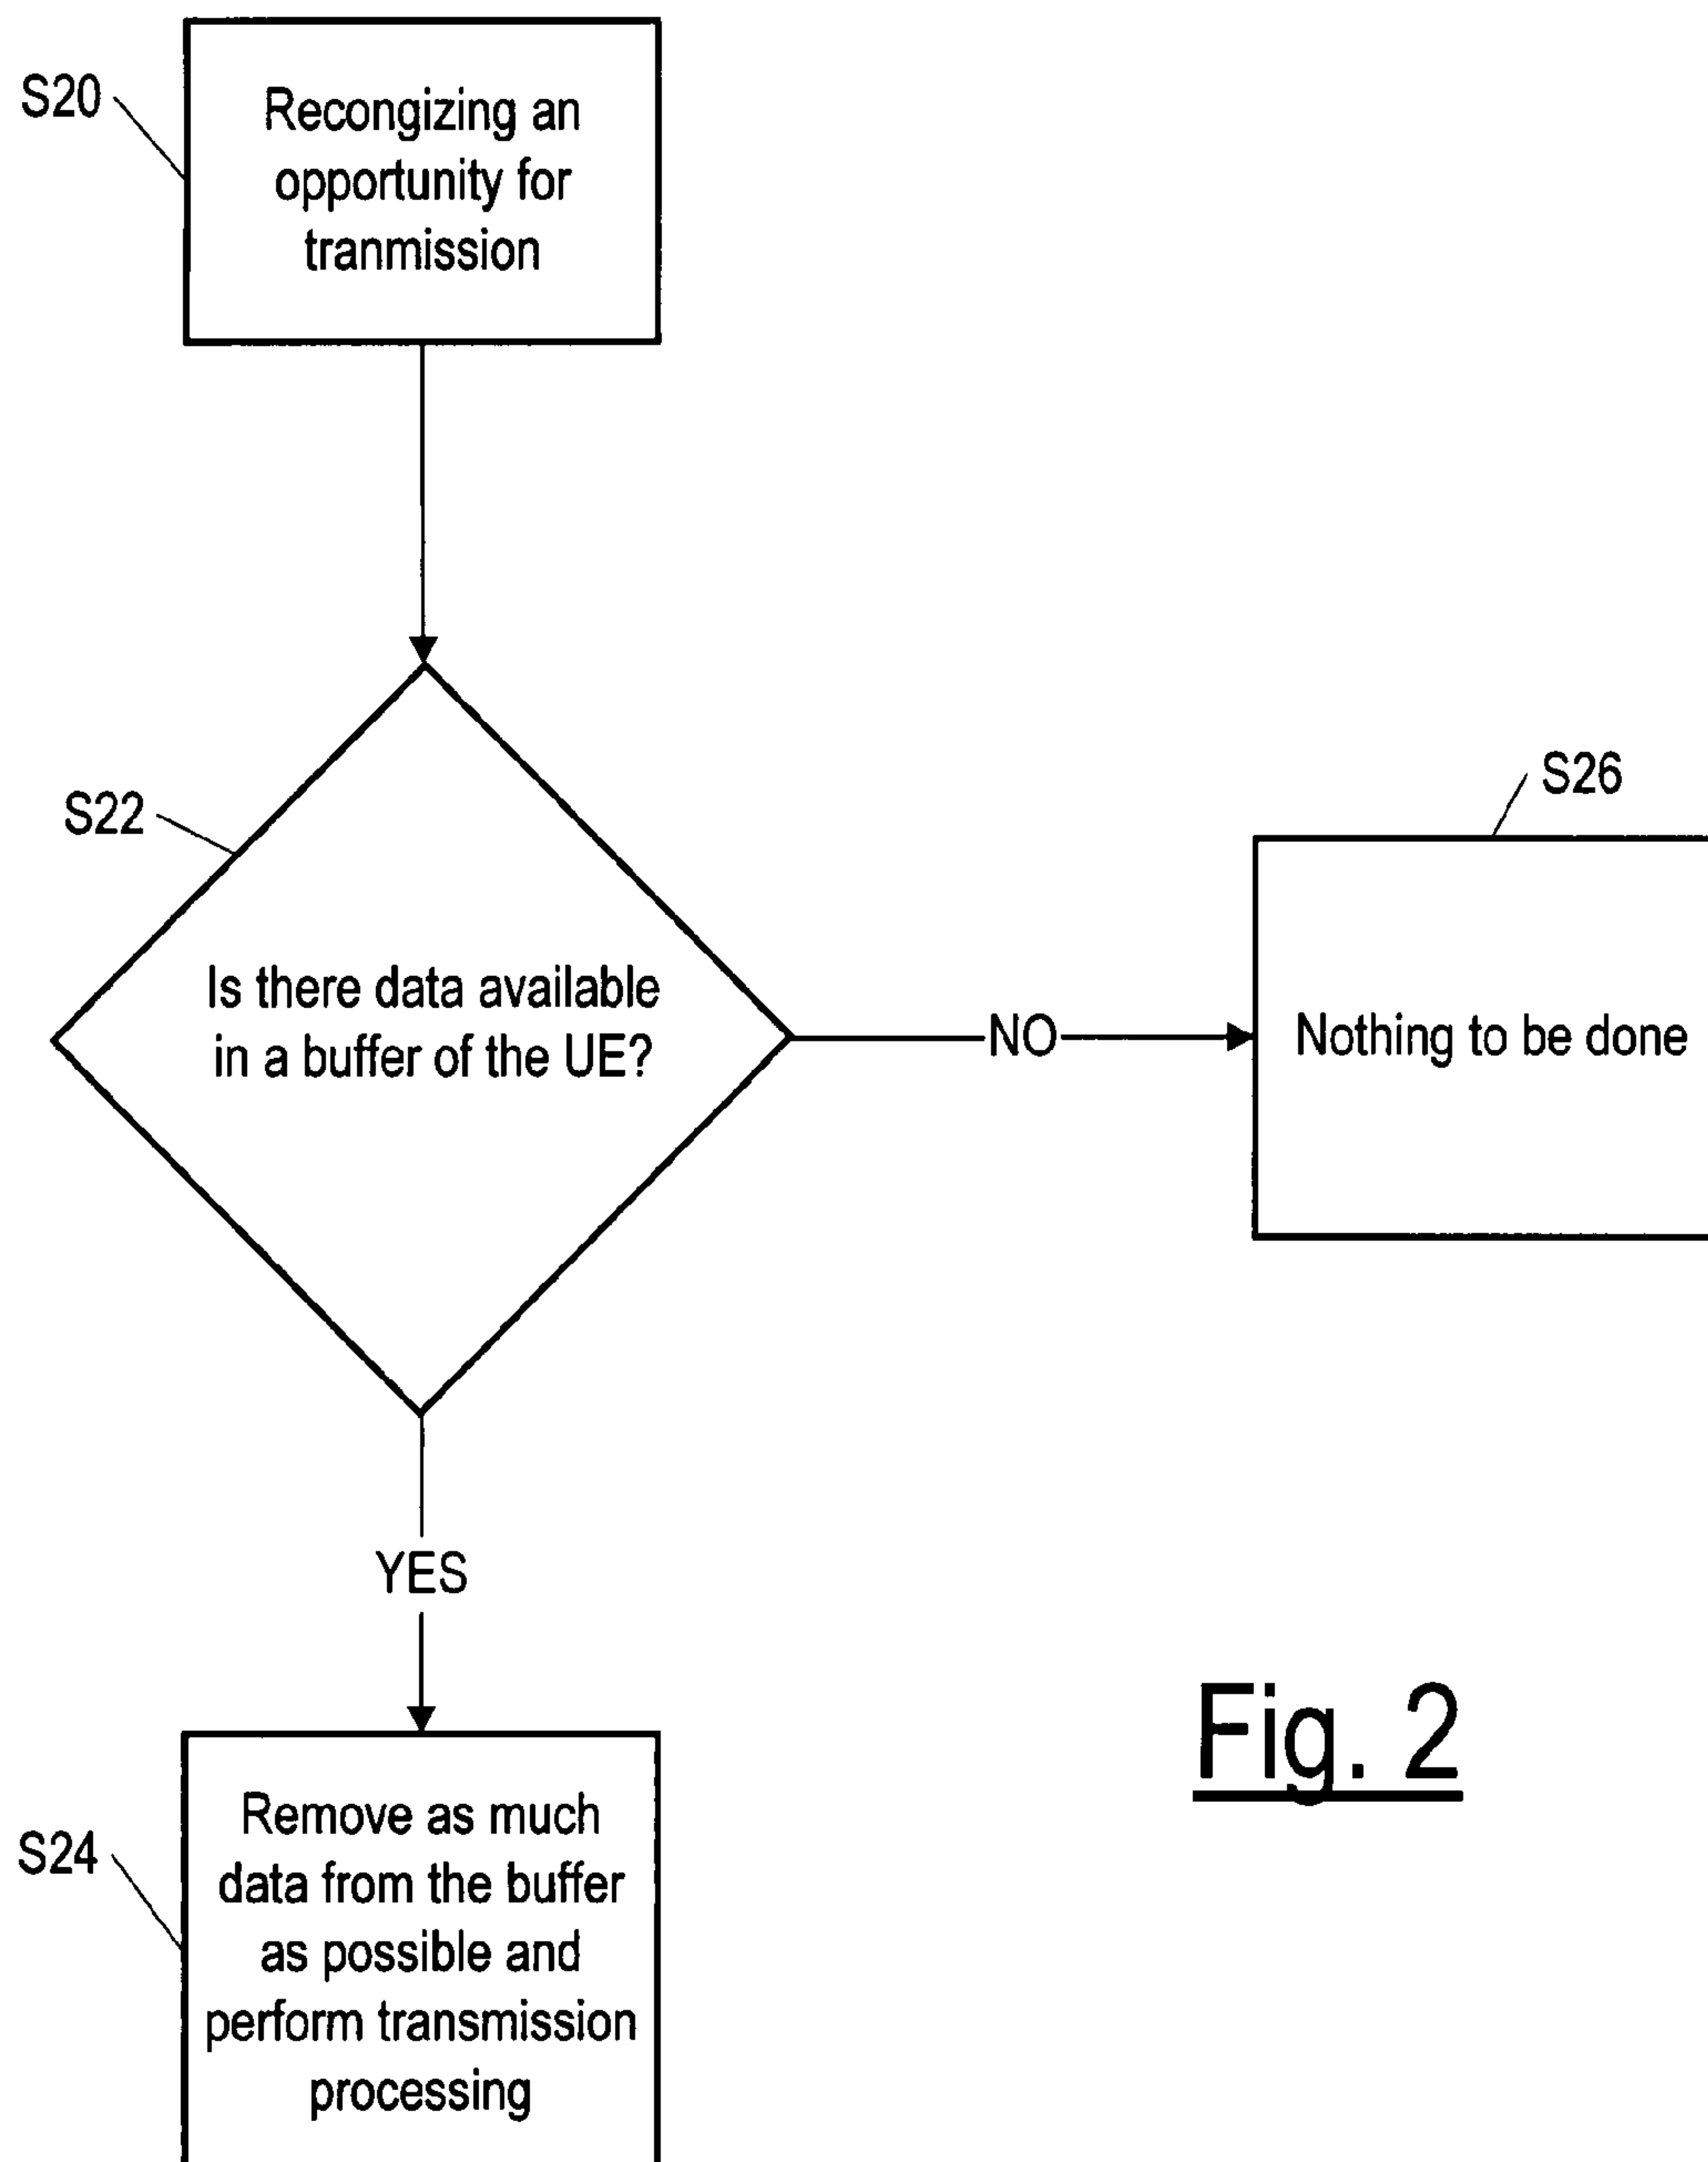 S20
Recongizing an
opportunity for
tranmission
S22
Is there data available
in a buffer of the UE?
NO
S26
Nothing to be done
YES
S24
Remove as much
data from the buffer
as possible and
perform transmission
processing
Fig. 2